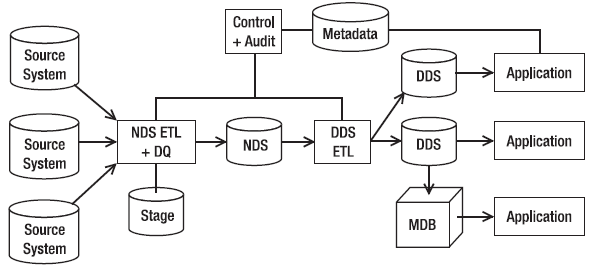 Control
+ Audit
Metadata
Source
System
DDS
Application
Source
System
NDS ETL
+ DQ
NDS
DDS
ETL
DDS
Application
Stage
Source
System
MDB
Application